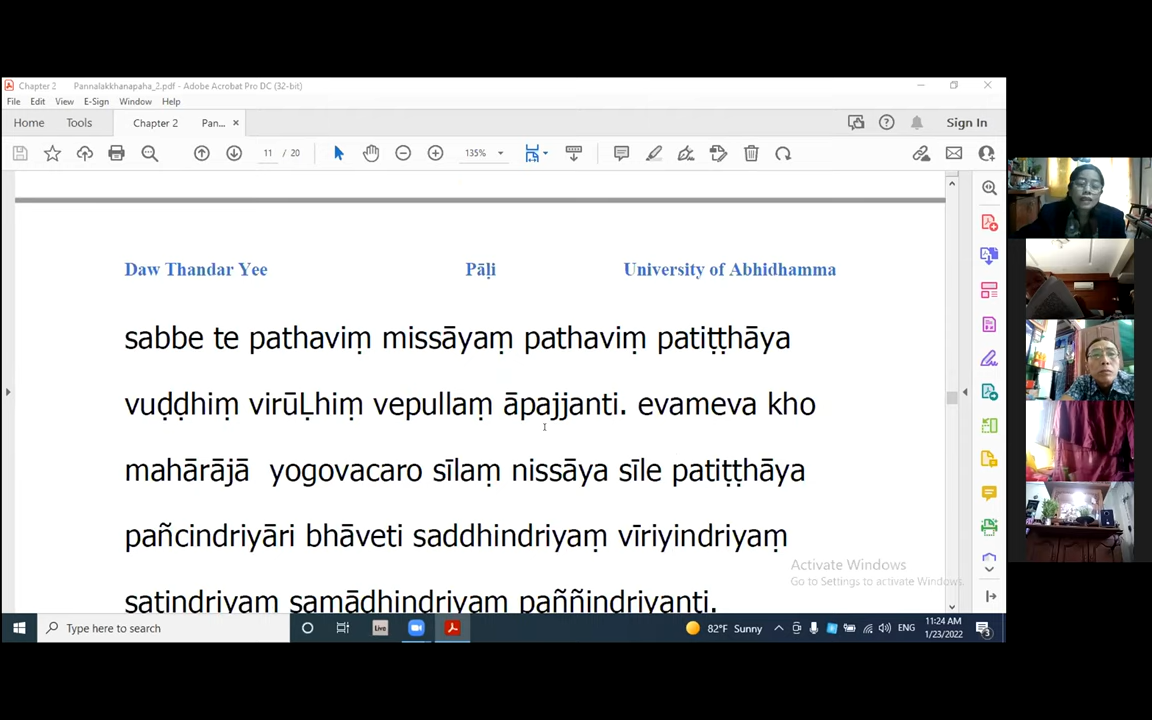 Chapter 2 Pannalakkhanapaha_2.pdf - Adobe Acrobat Pro DC (32-bit)
File Edit View E-Sign Window Help
Home Tools Chapter 2 Pan... × Sign In
11 / 20 135%
Daw Thandar Yee Pāḷi University of Abhidhamma
sabbe te pathaviṃ missāyaṃ pathaviṃ patiṭṭhāya
vuḍḍhiṃ virūḶhiṃ vepullaṃ āpajjanti. evameva kho
mahārājā yogovacaro sīlaṃ nissāya sīle patiṭṭhāya
pañcindriyāri bhāveti saddhindriyaṃ vīriyindriyaṃ
satindriyaṃ samādhindriyaṃ paññindriyanti.
Activate Windows
Go to Settings to activate Windows.
Type here to search Live 82°F Sunny ENG 11:24 AM
1/23/2022 3